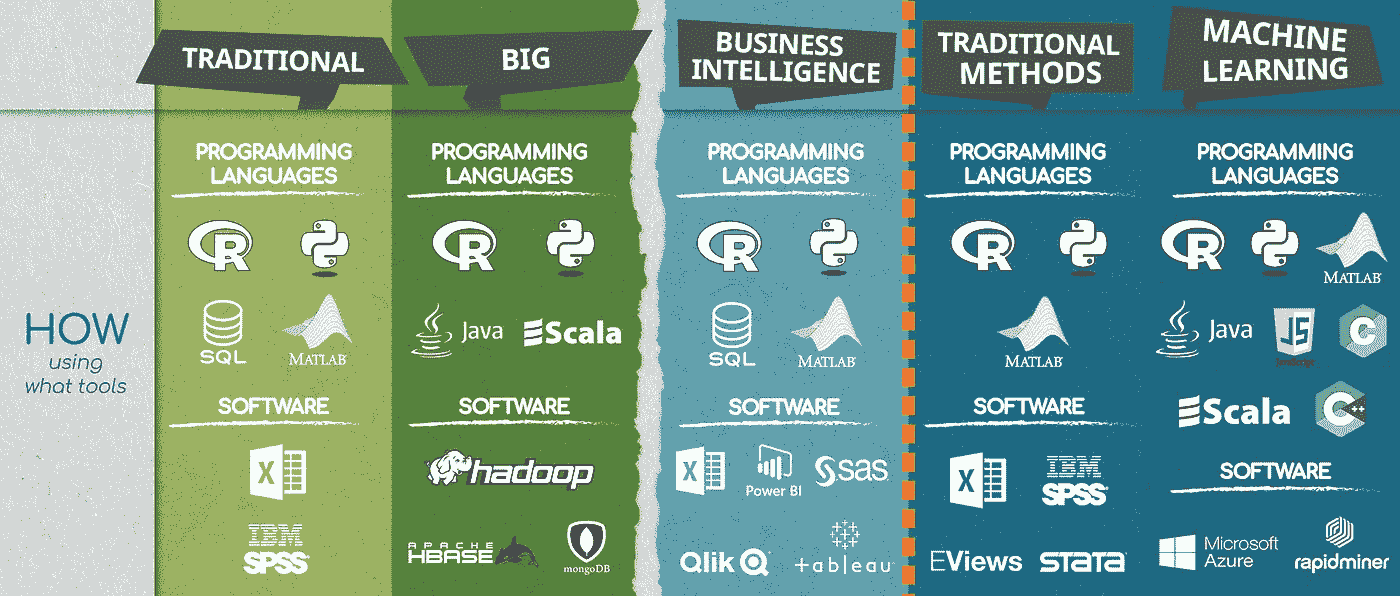 TRADITIONAL
BIG
BUSINESS
INTELLIGENCE
TRADITIONAL
METHODS
MACHINE
LEARNING
HOW
using
what tools
PROGRAMMING
LANGUAGES
R
SQL
MATLAB
SOFTWARE
X
IBM
SPSS
PROGRAMMING
LANGUAGES
R
Java
Scala
SOFTWARE
hadoop
APACHE
HBASE
mongoDB
PROGRAMMING
LANGUAGES
R
SQL
MATLAB
SOFTWARE
X
Power BI
sas
Qlik
+ableau
PROGRAMMING
LANGUAGES
R
MATLAB
SOFTWARE
X
IBM
SPSS
EViews
STATA
PROGRAMMING
LANGUAGES
R
MATLAB
Java
JS
JavaScript
C
Scala
C++
SOFTWARE
Microsoft
Azure
rapidminer